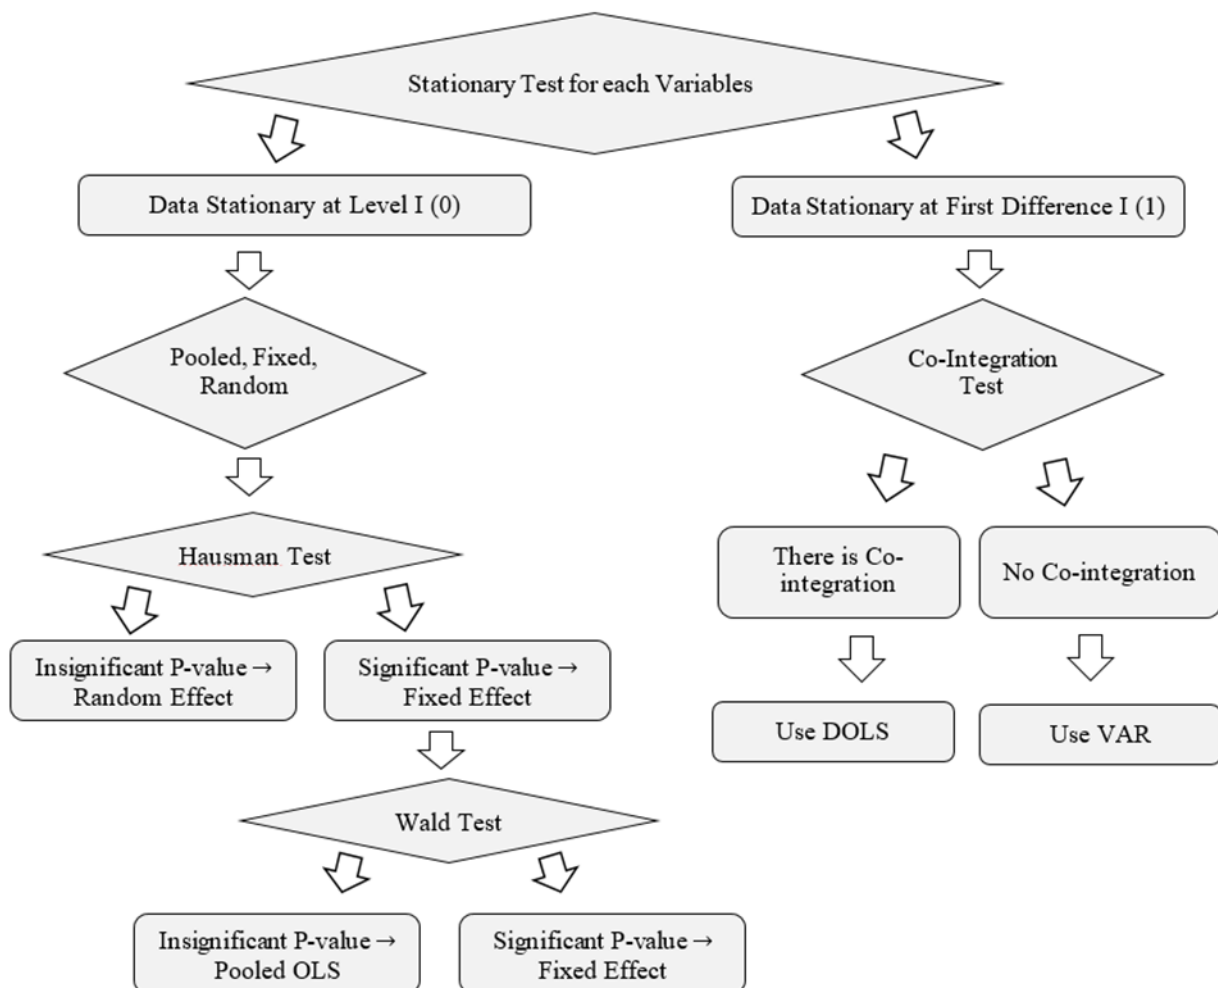 Stationary Test for each Variables
Data Stationary at Level I (0)
Data Stationary at First Difference I (1)
Pooled, Fixed,
Random
Co-Integration
Test
Hausman Test
There is Co-
integration
No Co-integration
Insignificant P-value →
Random Effect
Significant P-value →
Fixed Effect
Use DOLS
Use VAR
Wald Test
Insignificant P-value →
Pooled OLS
Significant P-value →
Fixed Effect